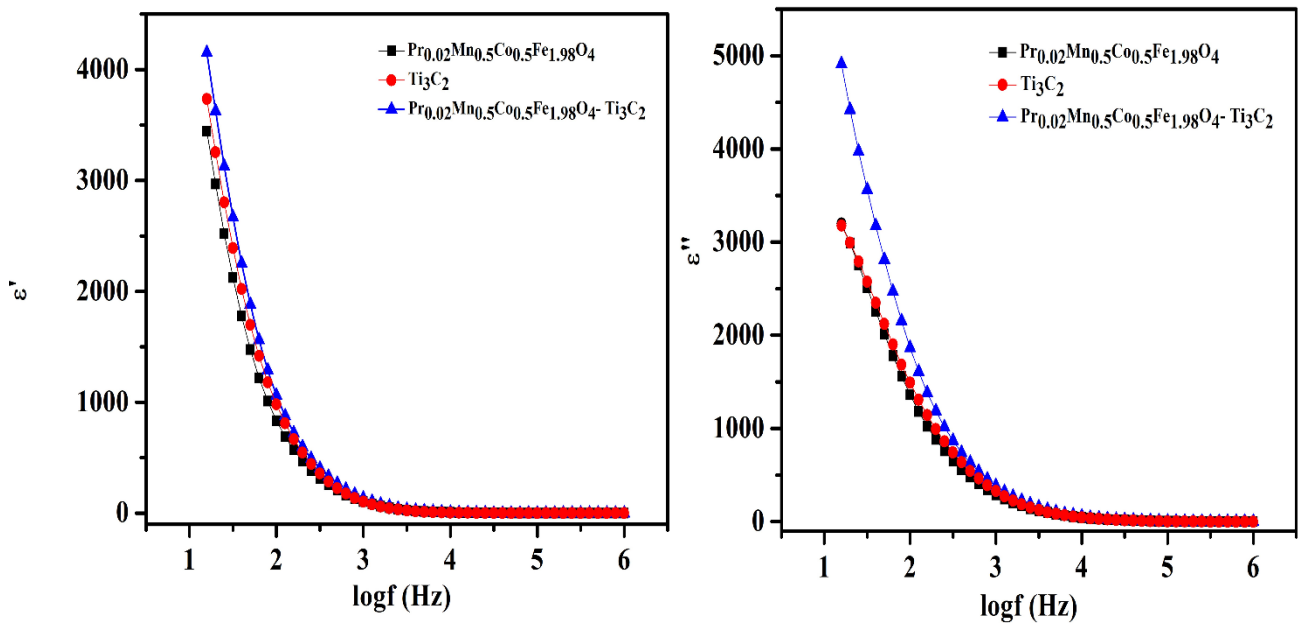 4000
3000
2000
1000
0
ε'
1 2 3 4 5 6
logf (Hz)
Pr0.02Mn0.5Co0.5Fe1.98O4
Ti3C2
Pr0.02Mn0.5Co0.5Fe1.98O4- Ti3C2
5000
4000
3000
2000
1000
0
ε''
1 2 3 4 5 6
logf (Hz)
Pr0.02Mn0.5Co0.5Fe1.98O4
Ti3C2
Pr0.02Mn0.5Co0.5Fe1.98O4- Ti3C2